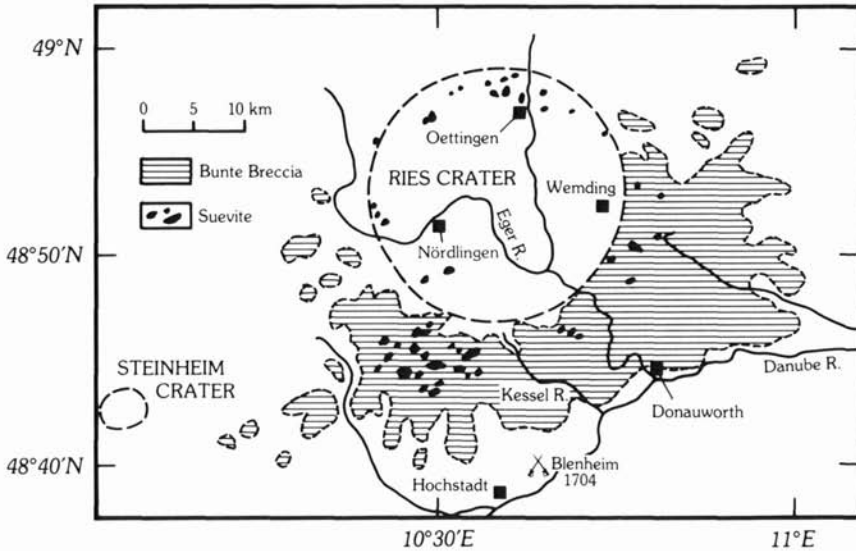 49°N
0 5 10 km
Bunte Breccia
Suevite
Oettingen
RIES CRATER
Wemding
Eger R.
Nördlingen
48°50'N
STEINHEIM
CRATER
Kessel R.
Danube R.
Donauworth
48°40'N
Blenheim
1704
Hochstadt
10°30'E
11°E